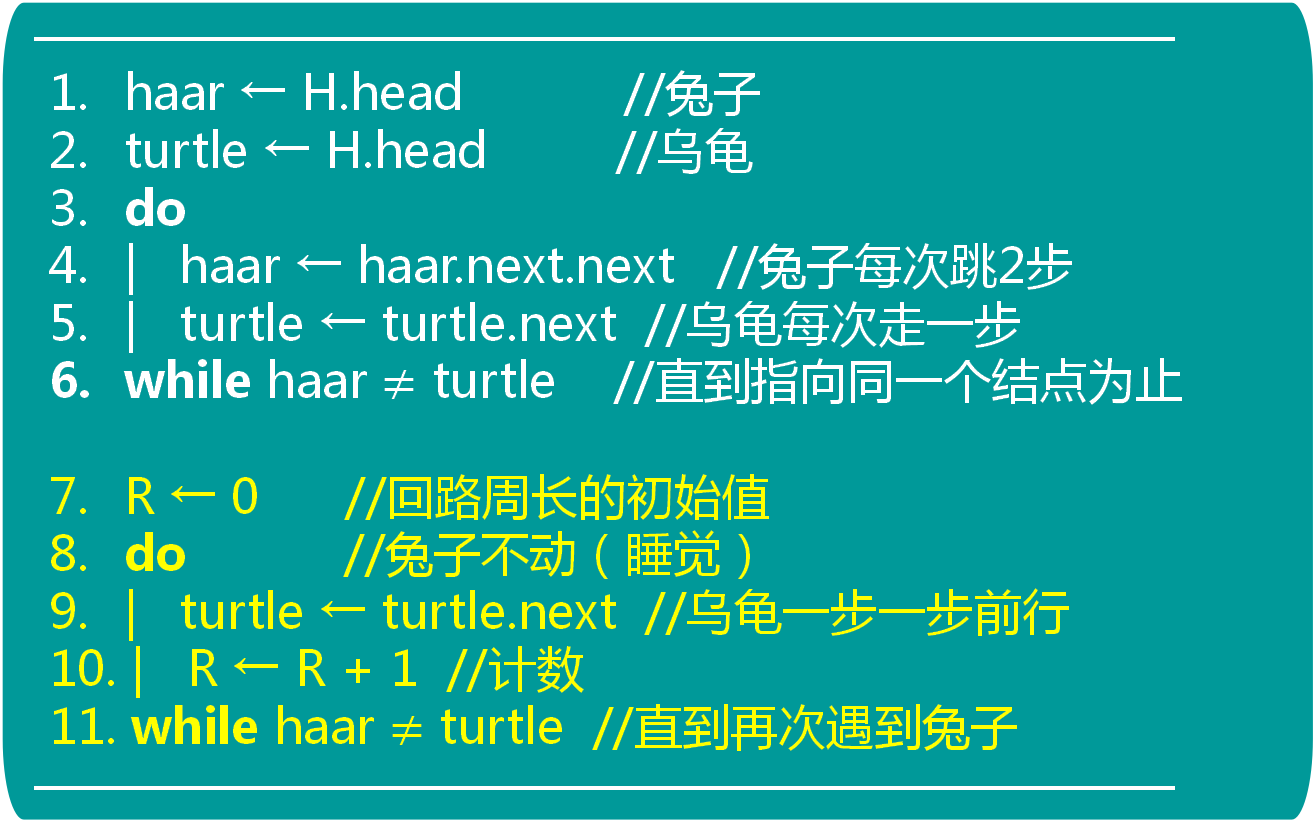 1. haar ← H.head //兔子
2. turtle ← H.head //乌龟
3. do
4. | haar ← haar.next.next //兔子每次跳2步
5. | turtle ← turtle.next //乌龟每次走一步
6. while haar ≠ turtle //直到指向同一个结点为止
7. R ← 0 //回路周长的初始值
8. do //兔子不动（睡觉）
9. | turtle ← turtle.next //乌龟一步一步前行
10. | R ← R + 1 //计数
11. while haar ≠ turtle //直到再次遇到兔子